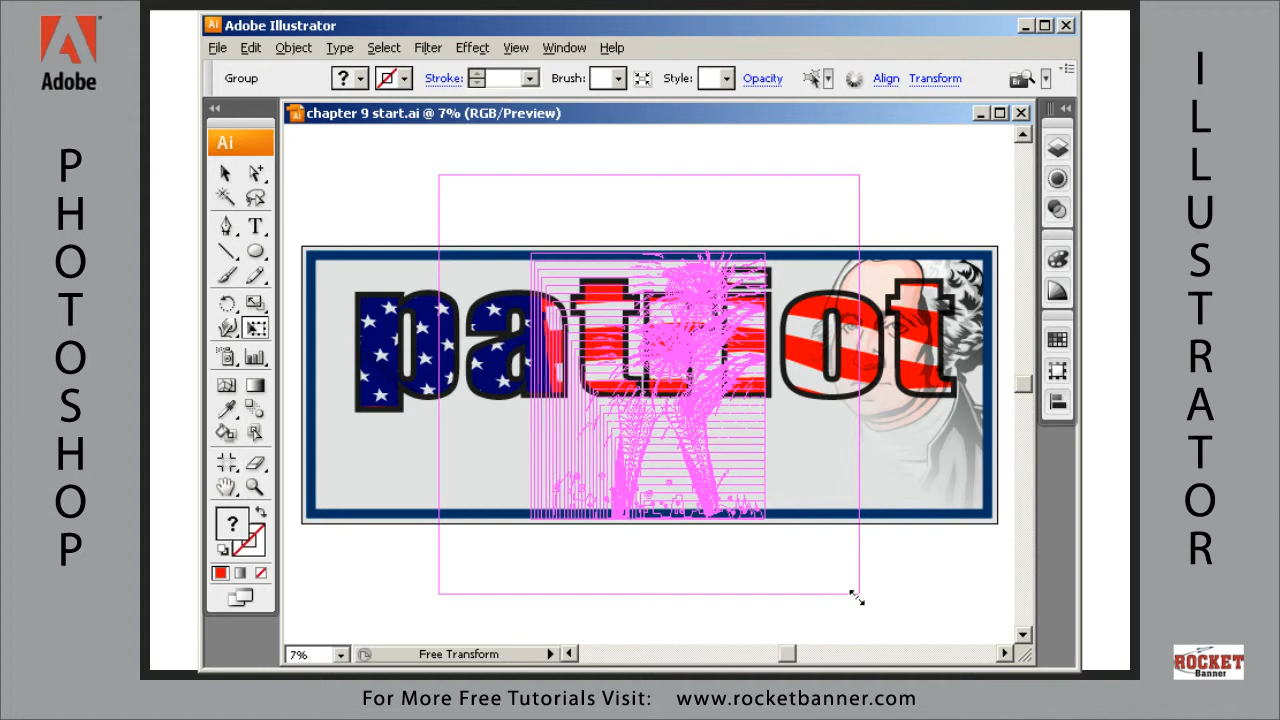 Adobe
PHOTOSHOP
Ai Adobe Illustrator
File Edit Object Type Select Filter Effect View Window Help
Group ? Stroke: Brush: Style: Opacity Align Transform
Ai chapter 9 start.ai @ 7% (RGB/Preview)
Ai
T
patriot
?
7% Free Transform
ILLUSTRATOR
ROCKET
Banner
For More Free Tutorials Visit: www.rocketbanner.com